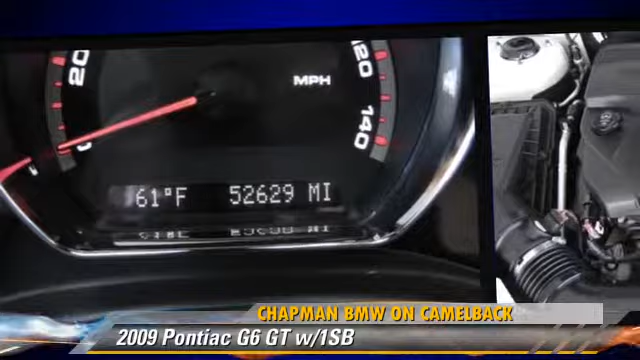 20
120
MPH
140
61°F 52629 MI
CHAPMAN BMW ON CAMELBACK
2009 Pontiac G6 GT w/1SB